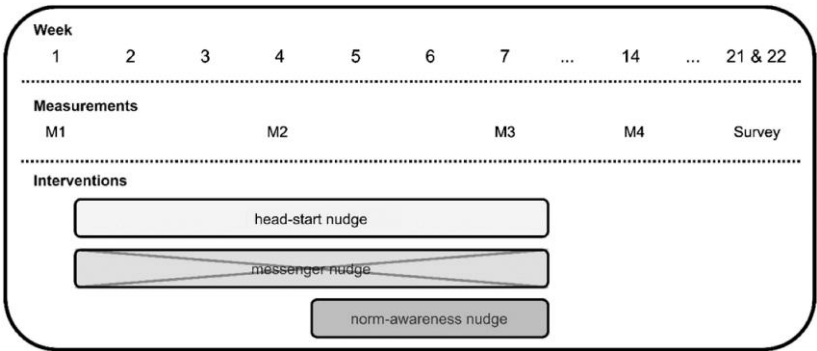 Week
1 2 3 4 5 6 7 ... 14 ... 21 & 22
Measurements
M1 M2 M3 M4 Survey
Interventions
head-start nudge
messenger nudge
norm-awareness nudge